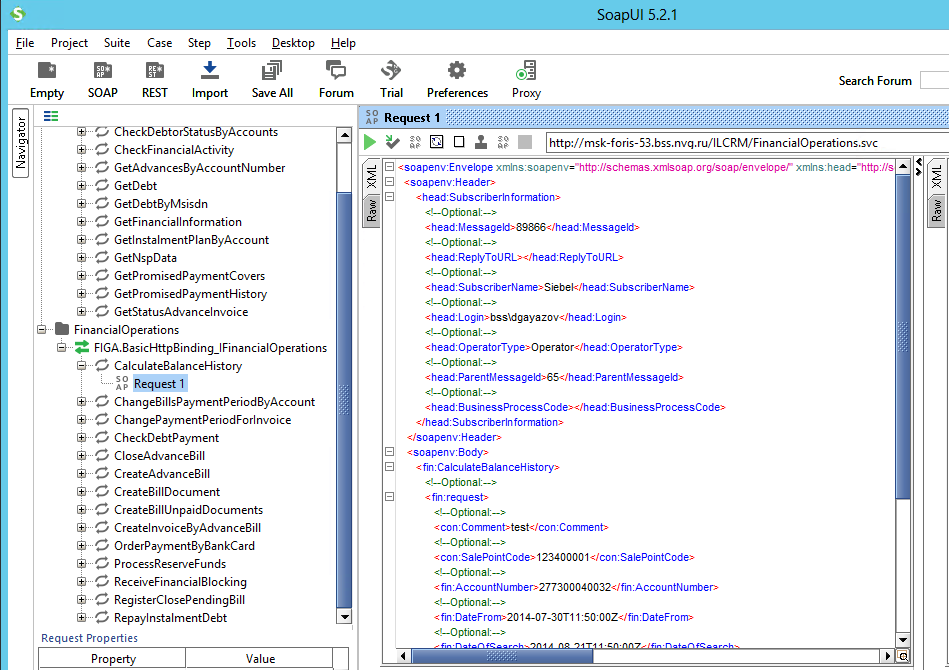 SoapUI 5.2.1
File Project Suite Case Step Tools Desktop Help
Empty SOAP REST Import Save All Forum Trial Preferences Proxy Search Forum
Navigator
CheckDebtorStatusByAccounts
CheckFinancialActivity
GetAdvancesByAccountNumber
GetDebt
GetDebtByMsisdn
GetFinancialInformation
GetInstalmentPlanByAccount
GetNspData
GetPromisedPaymentCovers
GetPromisedPaymentHistory
GetStatusAdvanceInvoice
FinancialOperations
FIGA.BasicHttpBinding_IFinancialOperations
CalculateBalanceHistory
Request 1
ChangeBillsPaymentPeriodByAccount
ChangePaymentPeriodForInvoice
CheckDebtPayment
CloseAdvanceBill
CreateAdvanceBill
CreateBillDocument
CreateBillUnpaidDocuments
CreateInvoiceByAdvanceBill
OrderPaymentByBankCard
ProcessReserveFunds
ReceiveFinancialBlocking
RegisterClosePendingBill
RepayInstalmentDebt
Request Properties
Property Value
Request 1
http://msk-foris-53.bss.nvq.ru/ILCRM/FinancialOperations.svc
XML
Raw
<soapenv:Envelope xmlns:soapenv="http://schemas.xmlsoap.org/soap/envelope/" xmlns:head="http://s
<soapenv:Header>
<head:SubscriberInformation>
<!--Optional:-->
<head:MessageId>89866</head:MessageId>
<!--Optional:-->
<head:ReplyToURL></head:ReplyToURL>
<!--Optional:-->
<head:SubscriberName>Siebel</head:SubscriberName>
<!--Optional:-->
<head:Login>bss\dgayazov</head:Login>
<!--Optional:-->
<head:OperatorType>Operator</head:OperatorType>
<!--Optional:-->
<head:ParentMessageId>65</head:ParentMessageId>
<!--Optional:-->
<head:BusinessProcessCode></head:BusinessProcessCode>
</head:SubscriberInformation>
</soapenv:Header>
<soapenv:Body>
<fin:CalculateBalanceHistory>
<!--Optional:-->
<fin:request>
<!--Optional:-->
<con:Comment>test</con:Comment>
<!--Optional:-->
<con:SalePointCode>123400001</con:SalePointCode>
<!--Optional:-->
<fin:AccountNumber>277300040032</fin:AccountNumber>
<!--Optional:-->
<fin:DateFrom>2014-07-30T11:50:00Z</fin:DateFrom>
<!--Optional:-->
<fin:DateOfSearch>2014-08-21T11:50:00Z</fin:DateOfSearch>
XML
Raw